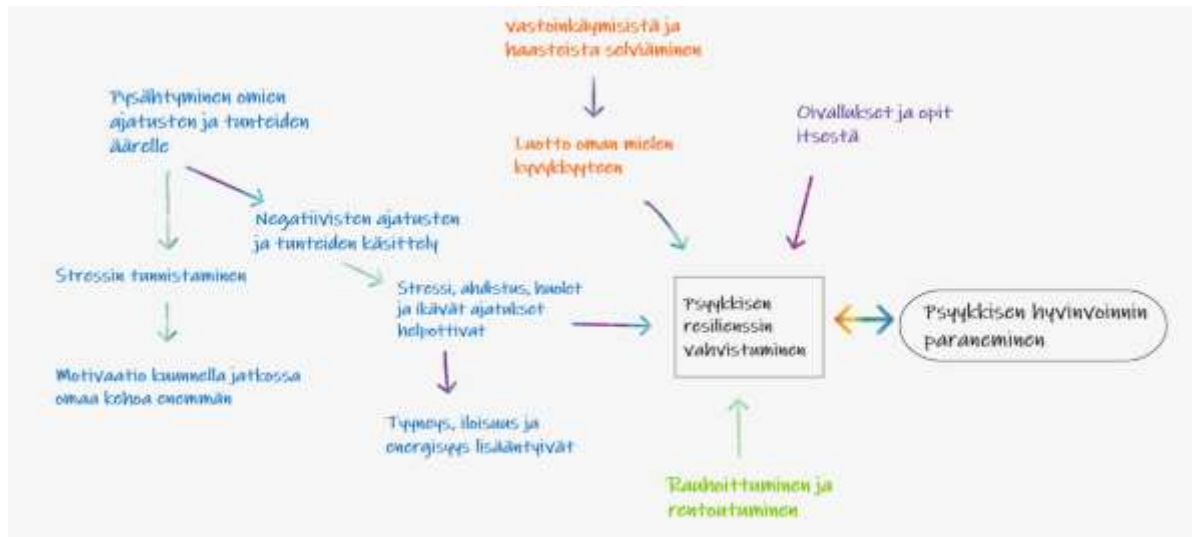 vastoinkäymisistä ja
haasteista selviäminen
Pysähtyminen omien
ajatusten ja tunteiden
äärelle
Oivallukset ja opit
itsestä
Luotto oman mielen
kyvykkyyteen
Negatiivisten ajatusten
ja tunteiden käsittely
Stressin tunnistaminen
Stressi, ahdistus, huolet
ja ikävät ajatukset
helpottivat
Psyykkisen
resilienssin
vahvistuminen
Psyykkisen hyvinvoinnin
paraneminen
Motivaatio kuunnella jatkossa
omaa kehoa enemmän
Tyyneys, iloisuus ja
energisyys lisääntyivät
Rauhoittuminen ja
rentoutuminen